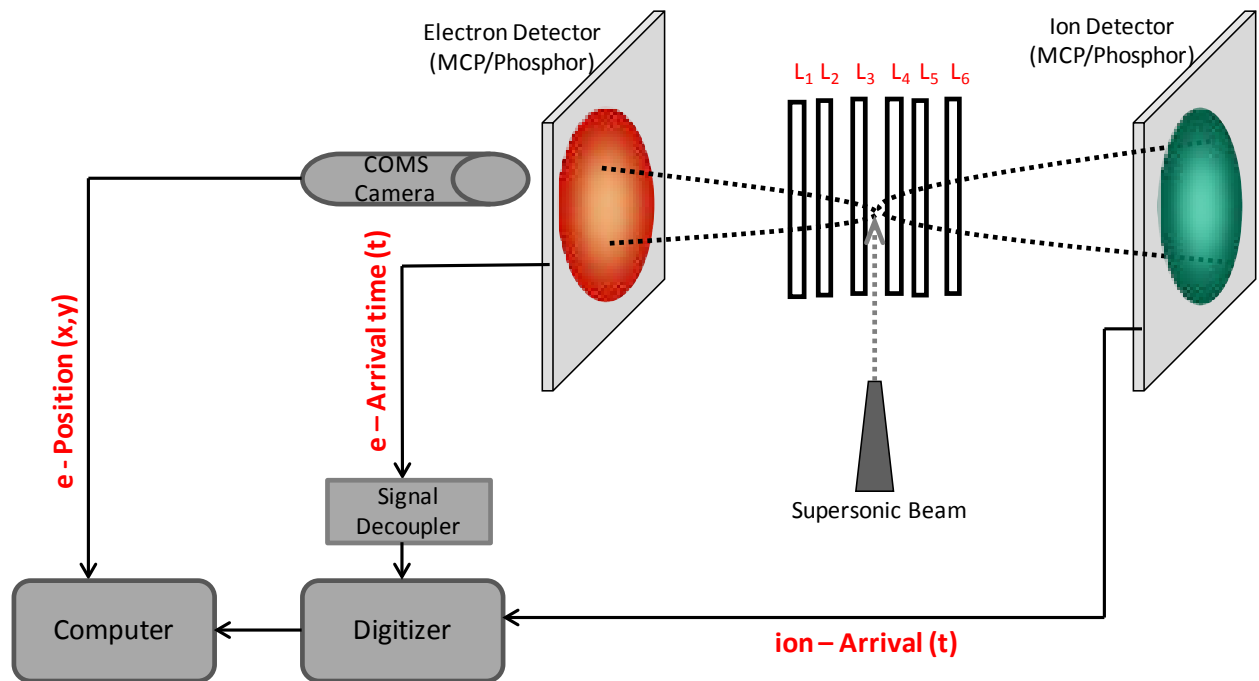 Electron Detector
(MCP/Phosphor)
Ion Detector
(MCP/Phosphor)
L₁ L₂ L₃ L₄ L₅ L₆
COMS
Camera
e - Position (x,y)
e – Arrival time (t)
Signal
Decoupler
Supersonic Beam
Computer
Digitizer
ion – Arrival (t)